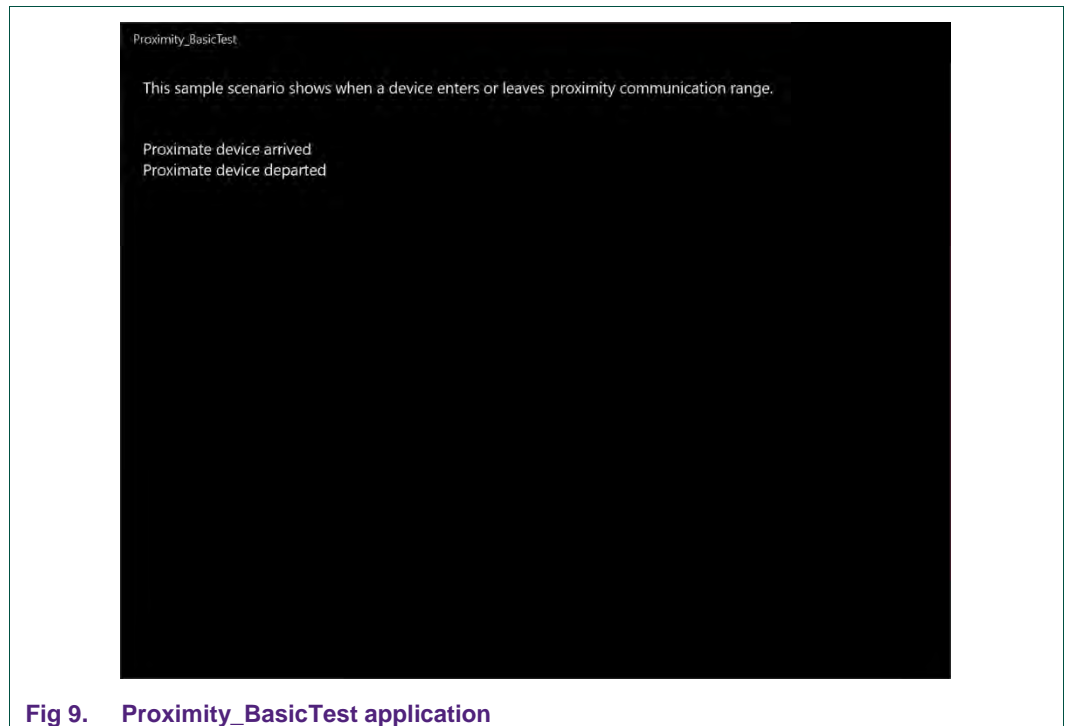 Proximity_BasicTest
This sample scenario shows when a device enters or leaves proximity communication range.
Proximate device arrived
Proximate device departed
Fig 9. Proximity_BasicTest application